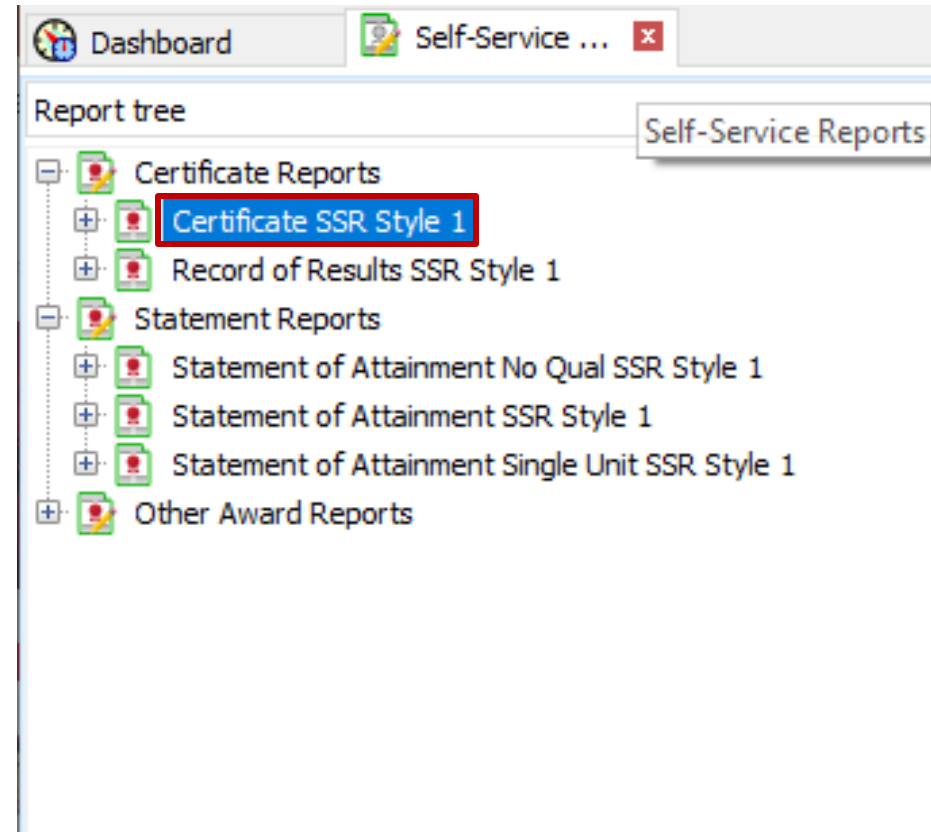 Dashboard
Self-Service ...
Report tree
Self-Service Reports
Certificate Reports
Certificate SSR Style 1
Record of Results SSR Style 1
Statement Reports
Statement of Attainment No Qual SSR Style 1
Statement of Attainment SSR Style 1
Statement of Attainment Single Unit SSR Style 1
Other Award Reports